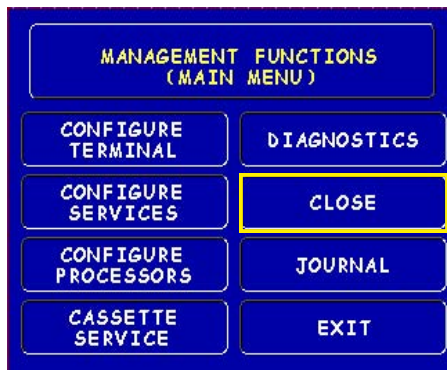 MANAGEMENT FUNCTIONS
(MAIN MENU)
CONFIGURE
TERMINAL
DIAGNOSTICS
CONFIGURE
SERVICES
CLOSE
CONFIGURE
PROCESSORS
JOURNAL
CASSETTE
SERVICE
EXIT